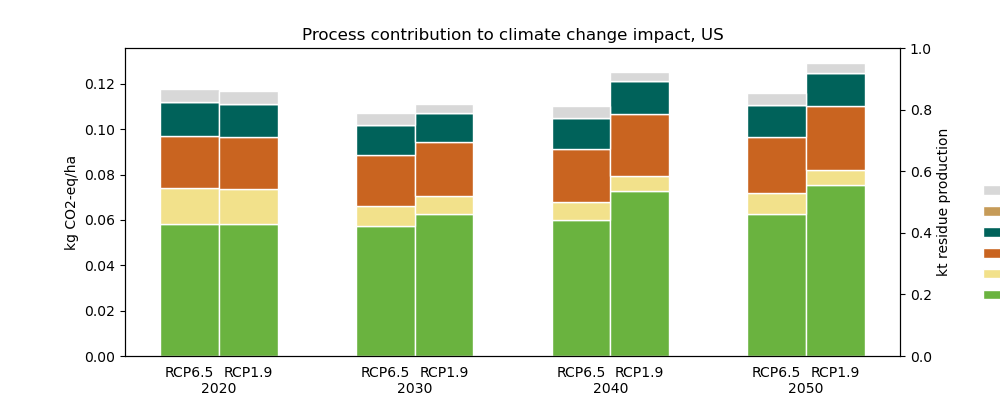 Process contribution to climate change impact, US
kg CO2-eq/ha
0.12
0.10
0.08
0.06
0.04
0.02
0.00
1.0
0.8
0.6
0.4
0.2
0.0
kt residue production
RCP6.5 RCP1.9 RCP6.5 RCP1.9 RCP6.5 RCP1.9 RCP6.5 RCP1.9
2020 2030 2040 2050